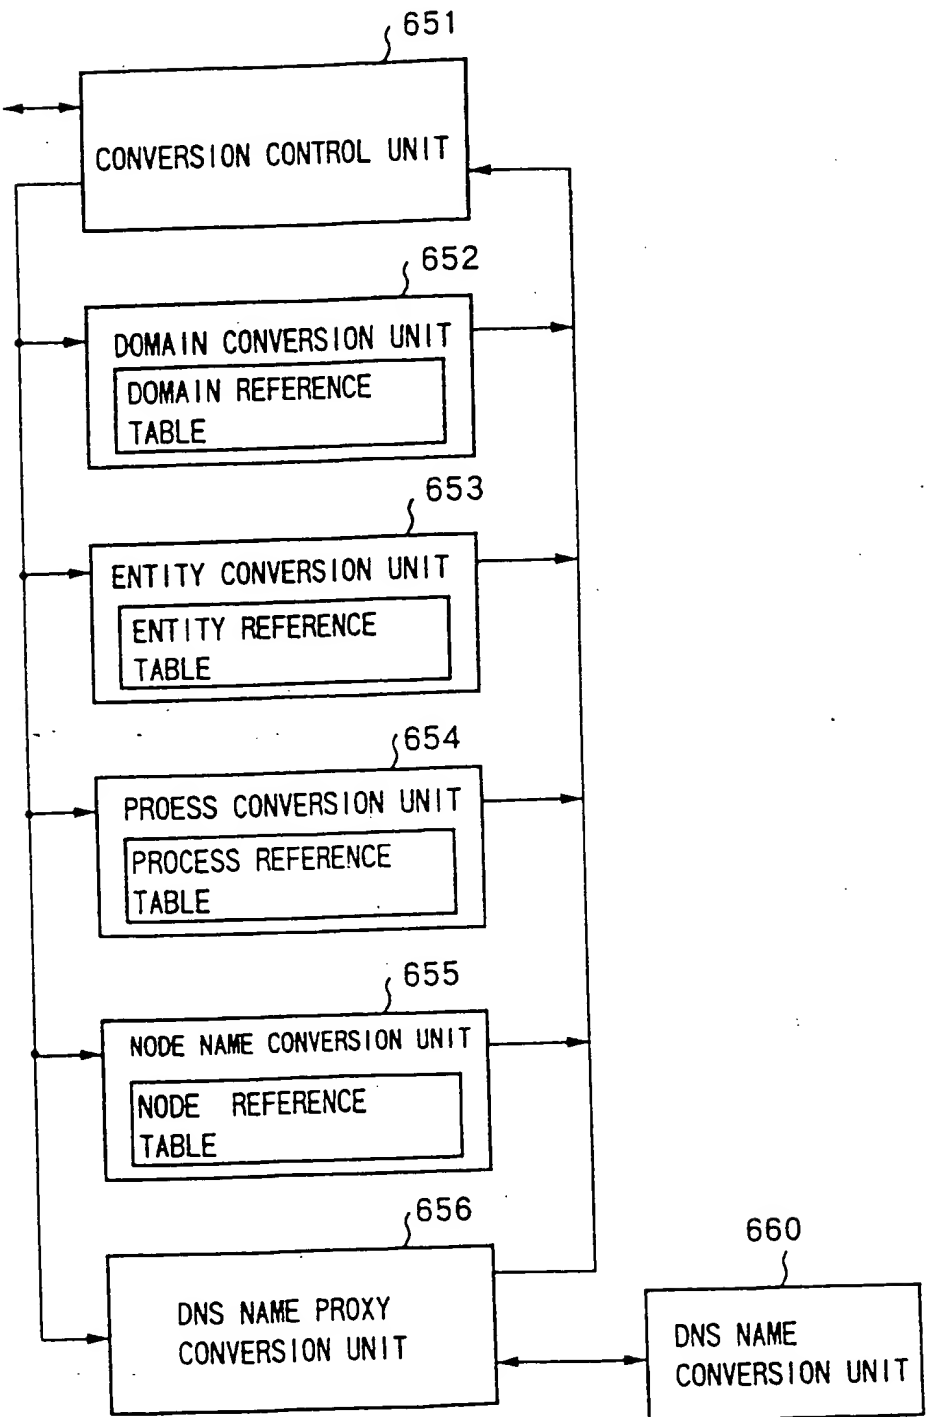 651
CONVERSION CONTROL UNIT
652
DOMAIN CONVERSION UNIT
DOMAIN REFERENCE
TABLE
653
ENTITY CONVERSION UNIT
ENTITY REFERENCE
TABLE
654
PROESS CONVERSION UNIT
PROCESS REFERENCE
TABLE
655
NODE NAME CONVERSION UNIT
NODE REFERENCE
TABLE
656
DNS NAME PROXY
CONVERSION UNIT
660
DNS NAME
CONVERSION UNIT